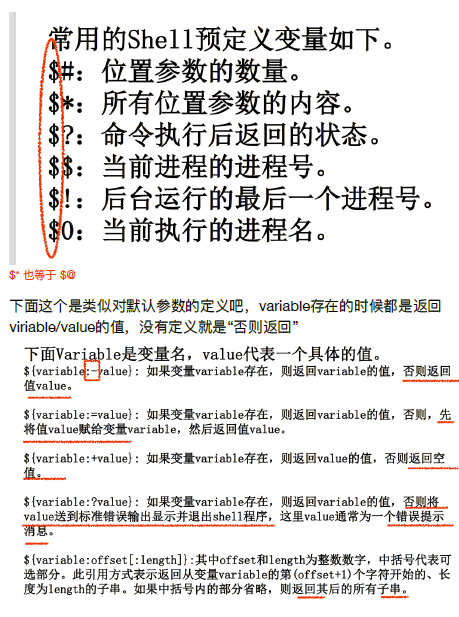 常用的Shell预定义变量如下。
$#: 位置参数的数量。
$*: 所有位置参数的内容。
$?: 命令执行后返回的状态。
$$: 当前进程的进程号。
$!: 后台运行的最后一个进程号。
$0: 当前执行的进程名。
$* 也等于 $@
下面这个是类似对默认参数的定义吧，variable存在的时候都是返回
viriable/value的值，没有定义就是“否则返回”
下面Variable是变量名，value代表一个具体的值。
${variable:-value}: 如果变量variable存在，则返回variable的值，否则返回
值value。
${variable:=value}: 如果变量variable存在，则返回variable的值，否则，先
将值value赋给变量variable，然后返回值value。
${variable:+value}: 如果变量variable存在，则返回value的值，否则返回空
值。
${variable:?value}: 如果变量variable存在，则返回variable的值，否则将
value送到标准错误输出显示并退出shell程序，这里value通常为一个错误提示
消息。
${variable:offset[:length]}:其中offset和length为整数数字，中括号代表可
选部分。此引用方式表示返回从变量variable的第(offset+1)个字符开始的、长
度为length的子串。如果中括号内的部分省略，则返回其后的所有子串。